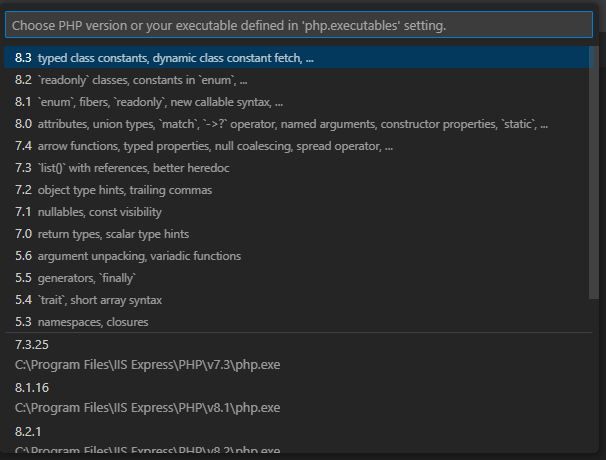 Choose PHP version or your executable defined in 'php.executables' setting.
8.3 typed class constants, dynamic class constant fetch, ...
8.2 `readonly` classes, constants in `enum`, ...
8.1 `enum`, fibers, `readonly`, new callable syntax, ...
8.0 attributes, union types, `match`, `->?` operator, named arguments, constructor properties, `static`, ...
7.4 arrow functions, typed properties, null coalescing, spread operator, ...
7.3 `list()` with references, better heredoc
7.2 object type hints, trailing commas
7.1 nullables, const visibility
7.0 return types, scalar type hints
5.6 argument unpacking, variadic functions
5.5 generators, `finally`
5.4 `trait`, short array syntax
5.3 namespaces, closures
7.3.25
C:\Program Files\IIS Express\PHP\v7.3\php.exe
8.1.16
C:\Program Files\IIS Express\PHP\v8.1\php.exe
8.2.1
C:\Program Files\IIS Express\PHP\v8.2\php.exe